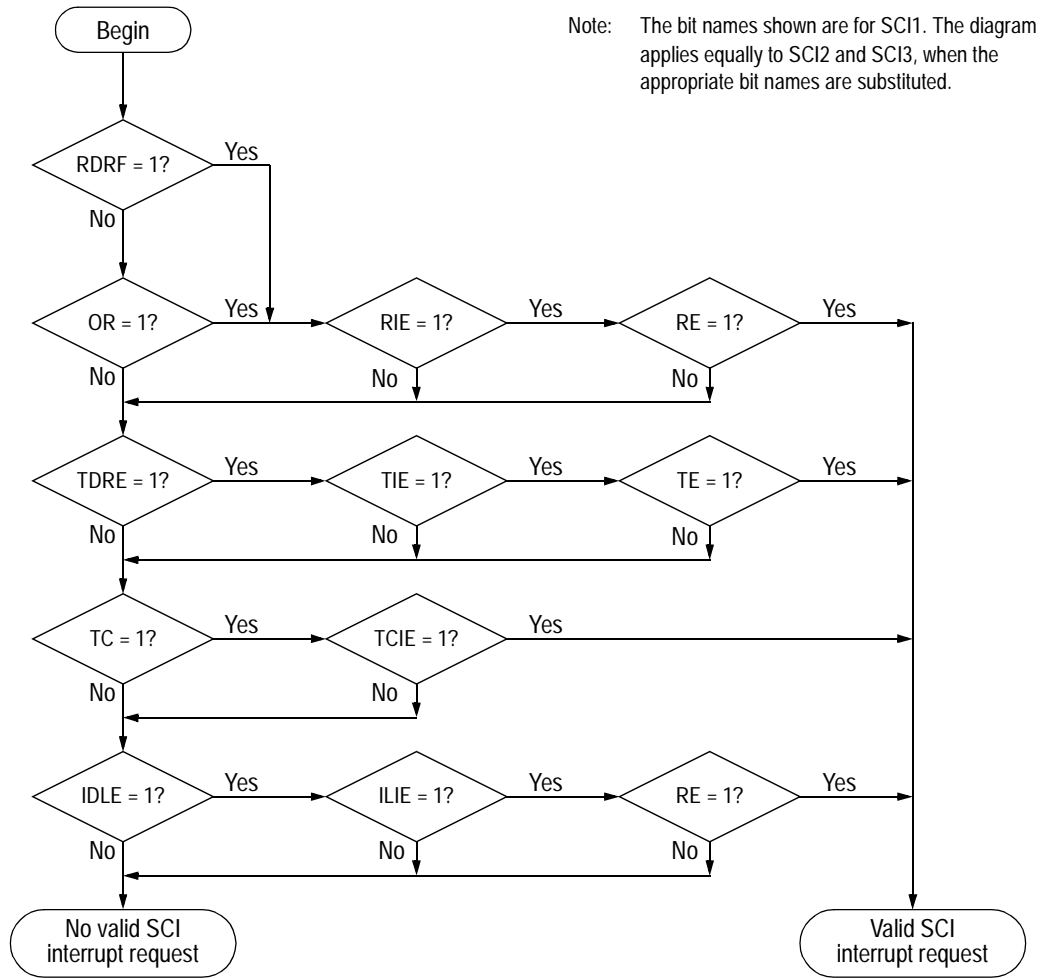 Begin
Note: The bit names shown are for SCI1. The diagram
applies equally to SCI2 and SCI3, when the
appropriate bit names are substituted.
RDRF = 1?
Yes
No
OR = 1?
Yes
RIE = 1?
Yes
RE = 1?
Yes
No
No
No
TDRE = 1?
Yes
TIE = 1?
Yes
TE = 1?
Yes
No
No
No
TC = 1?
Yes
TCIE = 1?
Yes
No
No
IDLE = 1?
Yes
ILIE = 1?
Yes
RE = 1?
Yes
No
No
No
No valid SCI
interrupt request
Valid SCI
interrupt request